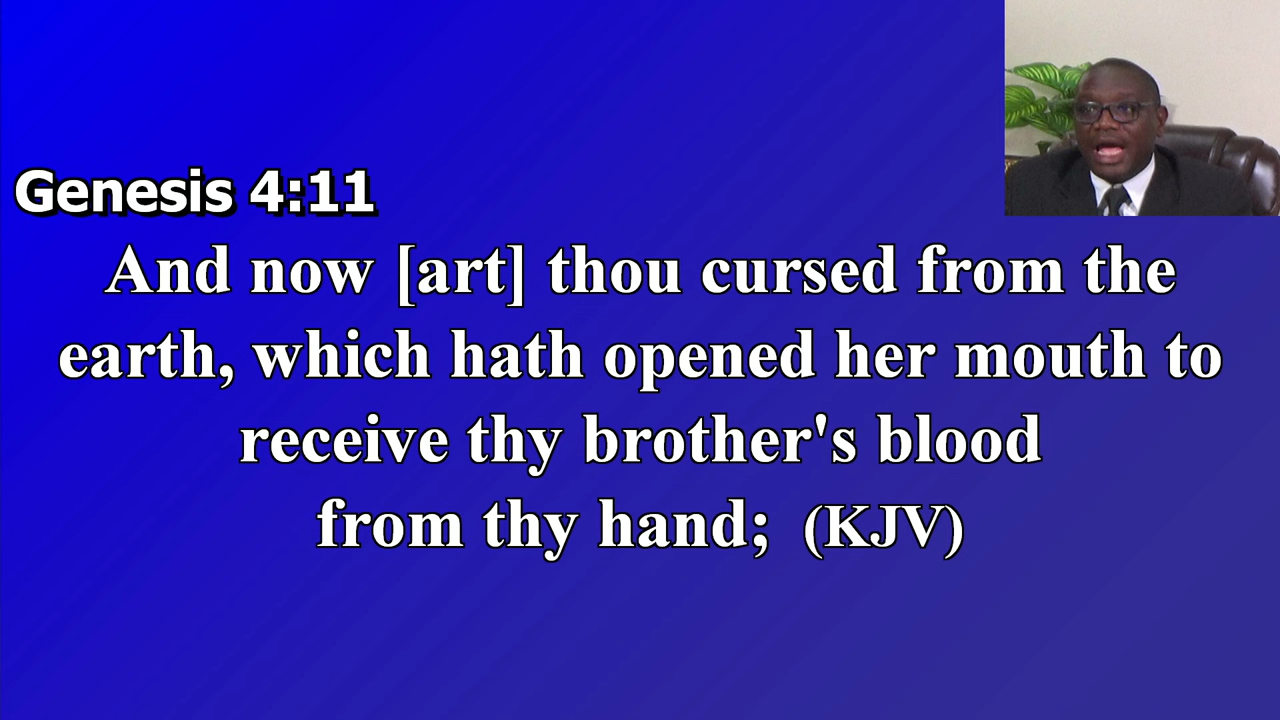 Genesis 4:11
And now [art] thou cursed from the
earth, which hath opened her mouth to
receive thy brother's blood
from thy hand; (KJV)